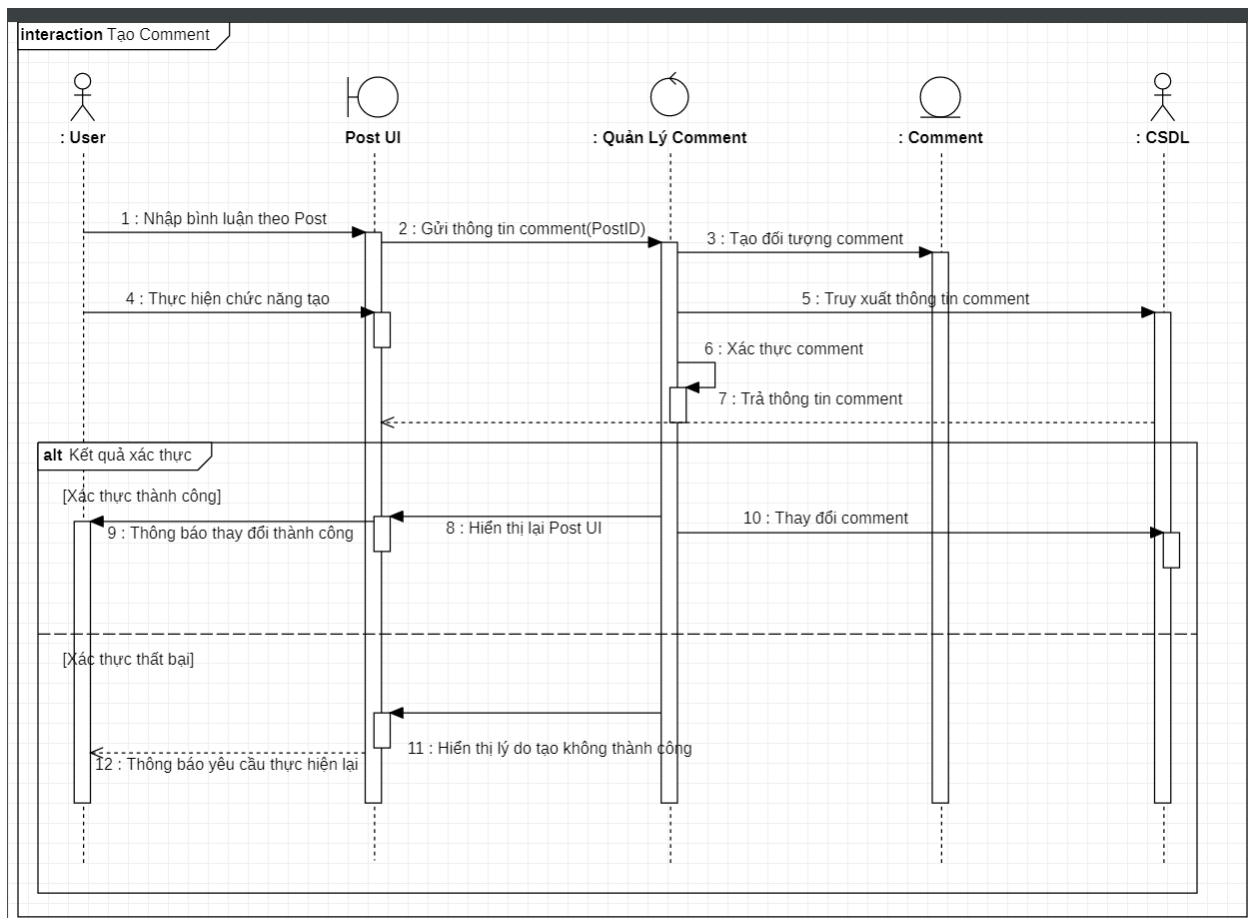 interaction Tạo Comment
: User
Post UI
: Quản Lý Comment
: Comment
: CSDL
1 : Nhập bình luận theo Post
2 : Gửi thông tin comment(PostID)
3 : Tạo đối tượng comment
4 : Thực hiện chức năng tạo
5 : Truy xuất thông tin comment
6 : Xác thực comment
7 : Trả thông tin comment
alt Kết quả xác thực
[Xác thực thành công]
8 : Hiển thị lại Post UI
9 : Thông báo thay đổi thành công
10 : Thay đổi comment
[Xác thực thất bại]
11 : Hiển thị lý do tạo không thành công
12 : Thông báo yêu cầu thực hiện lại